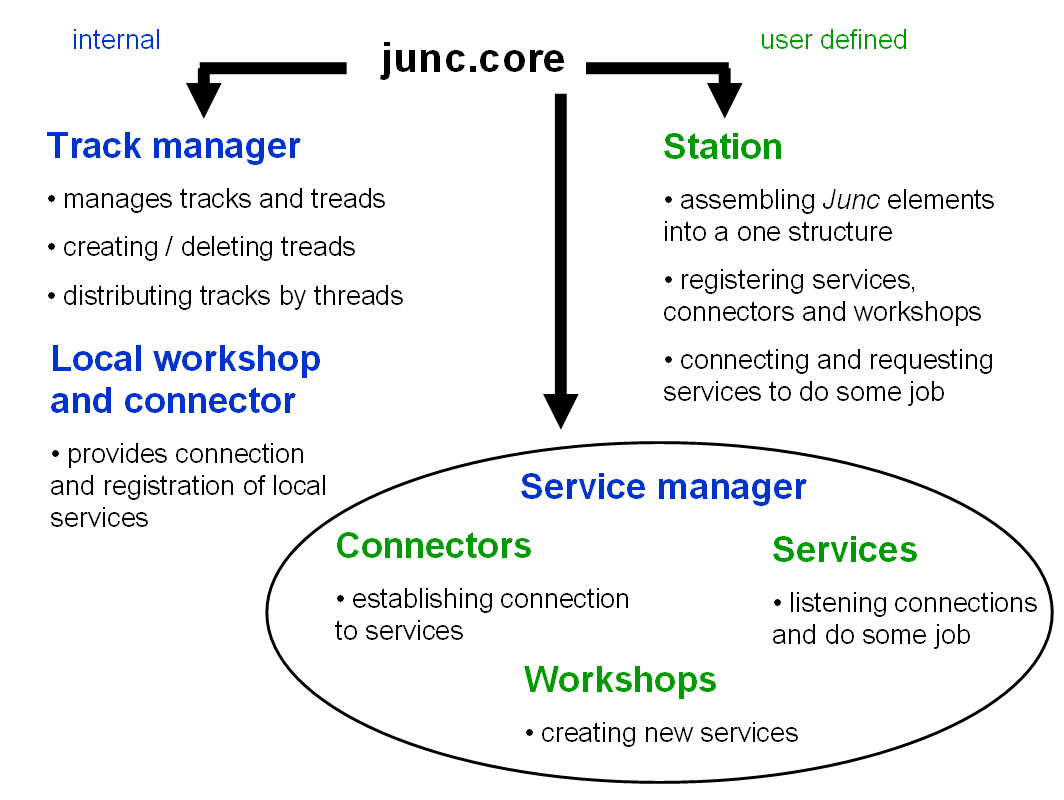 internal
junc.core
user defined
Track manager
• manages tracks and treads
• creating / deleting treads
• distributing tracks by threads
Local workshop
and connector
• provides connection
and registration of local
services
Station
• assembling Junc elements
into a one structure
• registering services,
connectors and workshops
• connecting and requesting
services to do some job
Service manager
Connectors
• establishing connection
to services
Services
• listening connections
and do some job
Workshops
• creating new services